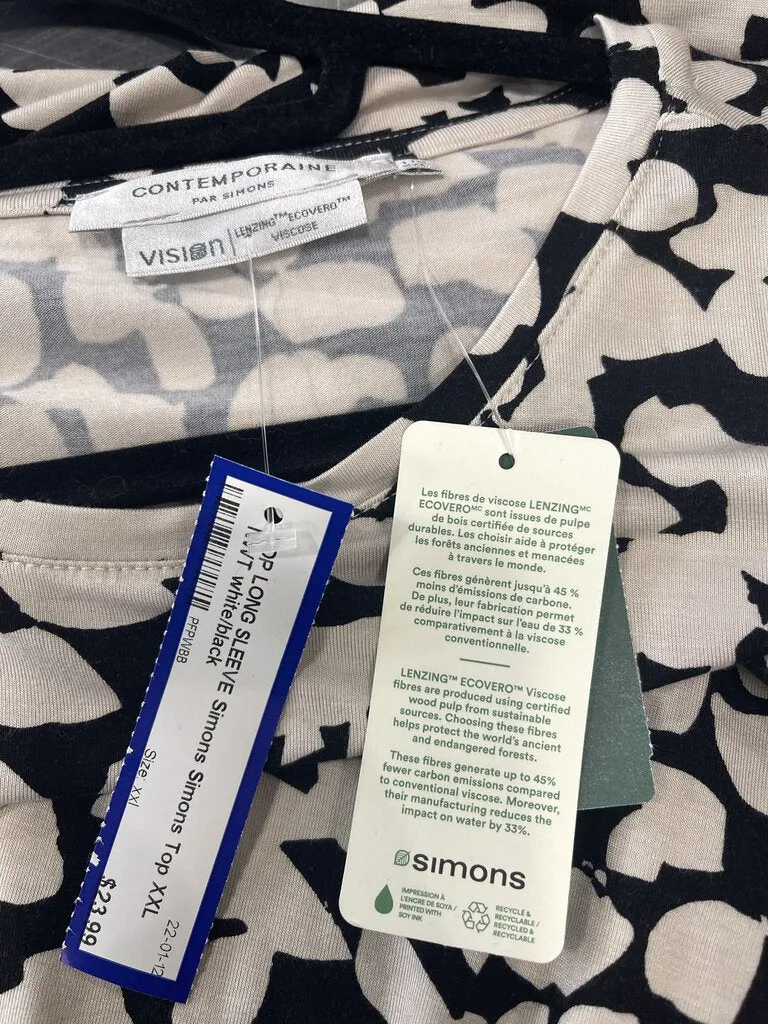 CONTEMPORAINE
PAR SIMONS
VISION
LENZING™ ECOVERO™
VISCOSE
TOP LONG SLEEVE Simons Simons Top XXL
NWT white/black
PFPWBB
Size: XXL
22-01-12
$23.99
Les fibres de viscose LENZINGᴹᶜ
ECOVEROᴹᶜ sont issues de pulpe
de bois certifiée de sources
durables. Les choisir aide à protéger
les forêts anciennes et menacées
à travers le monde.
Ces fibres génèrent jusqu'à 45 %
moins d'émissions de carbone.
De plus, leur fabrication permet
de réduire l'impact sur l'eau de 33 %
comparativement à la viscose
conventionnelle.
LENZING™ ECOVERO™ Viscose
fibres are produced using certified
wood pulp from sustainable
sources. Choosing these fibres
helps protect the world's ancient
and endangered forests.
These fibres generate up to 45%
fewer carbon emissions compared
to conventional viscose. Moreover,
their manufacturing reduces the
impact on water by 33%.
simons
IMPRESSION À
L'ENCRE DE SOYA /
PRINTED WITH
SOY INK
RECYCLÉ &
RECYCLABLE /
RECYCLED &
RECYCLABLE